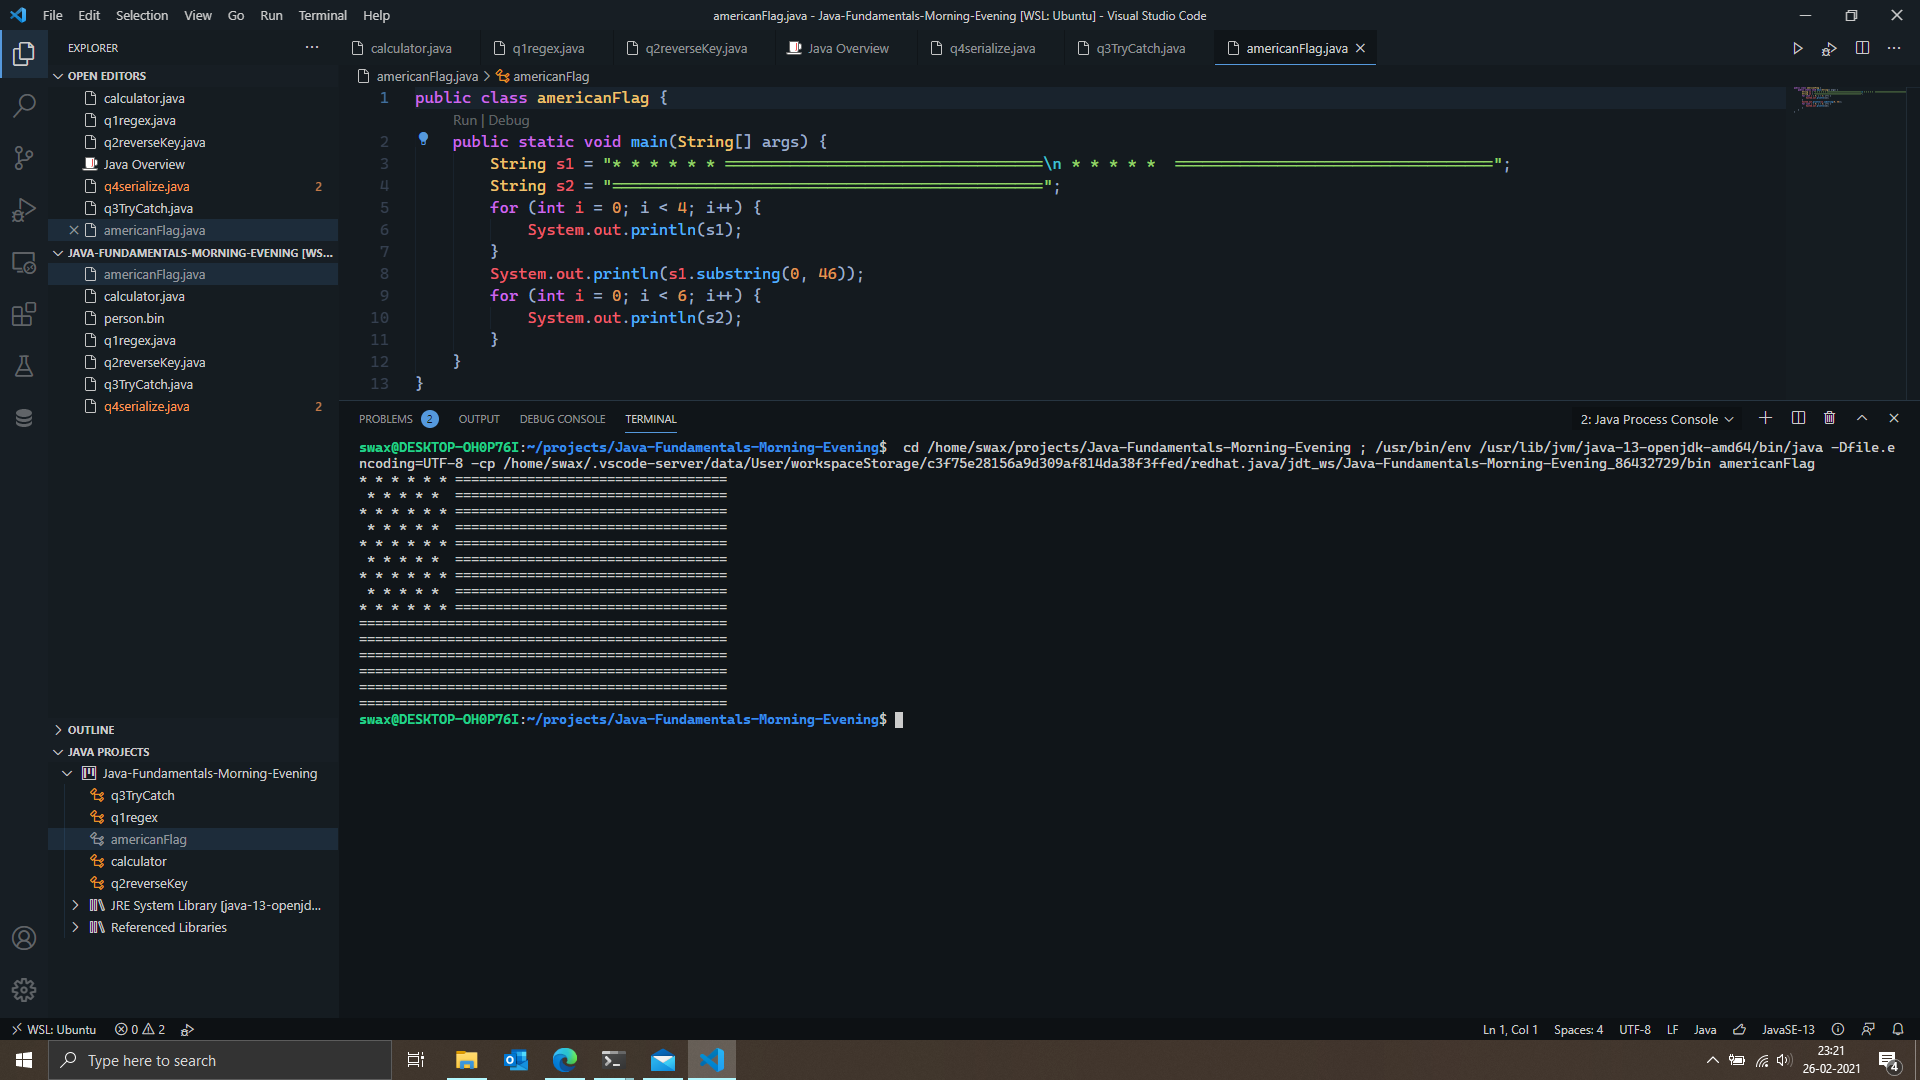 File Edit Selection View Go Run Terminal Help americanFlag.java - Java-Fundamentals-Morning-Evening [WSL: Ubuntu] - Visual Studio Code
EXPLORER
OPEN EDITORS
calculator.java
q1regex.java
q2reverseKey.java
Java Overview
q4serialize.java 2
q3TryCatch.java
americanFlag.java
JAVA-FUNDAMENTALS-MORNING-EVENING [WS...
americanFlag.java
calculator.java
person.bin
q1regex.java
q2reverseKey.java
q3TryCatch.java
q4serialize.java 2
OUTLINE
JAVA PROJECTS
Java-Fundamentals-Morning-Evening
q3TryCatch
q1regex
americanFlag
calculator
q2reverseKey
JRE System Library [java-13-openjd...
Referenced Libraries
calculator.java q1regex.java q2reverseKey.java Java Overview q4serialize.java q3TryCatch.java americanFlag.java
americanFlag.java > americanFlag
1 public class americanFlag {
Run | Debug
2 public static void main(String[] args) {
3 String s1 = "* * * * * * ==================================\n * * * * *  ==================================";
4 String s2 = "==============================================";
5 for (int i = 0; i < 4; i++) {
6 System.out.println(s1);
7 }
8 System.out.println(s1.substring(0, 46));
9 for (int i = 0; i < 6; i++) {
10 System.out.println(s2);
11 }
12 }
13 }
PROBLEMS 2 OUTPUT DEBUG CONSOLE TERMINAL 2: Java Process Console
swax@DESKTOP-OH0P76I:~/projects/Java-Fundamentals-Morning-Evening$  cd /home/swax/projects/Java-Fundamentals-Morning-Evening ; /usr/bin/env /usr/lib/jvm/java-13-openjdk-amd64/bin/java -Dfile.e
ncoding=UTF-8 -cp /home/swax/.vscode-server/data/User/workspaceStorage/c3f75e28156a9d309af814da38f3ffed/redhat.java/jdt_ws/Java-Fundamentals-Morning-Evening_86432729/bin americanFlag
* * * * * * ==================================
 * * * * *  ==================================
* * * * * * ==================================
 * * * * *  ==================================
* * * * * * ==================================
 * * * * *  ==================================
* * * * * * ==================================
 * * * * *  ==================================
* * * * * * ==================================
==============================================
==============================================
==============================================
==============================================
==============================================
==============================================
swax@DESKTOP-OH0P76I:~/projects/Java-Fundamentals-Morning-Evening$
WSL: Ubuntu 0 2 Ln 1, Col 1 Spaces: 4 UTF-8 LF Java JavaSE-13
Type here to search
23:21
26-02-2021
4